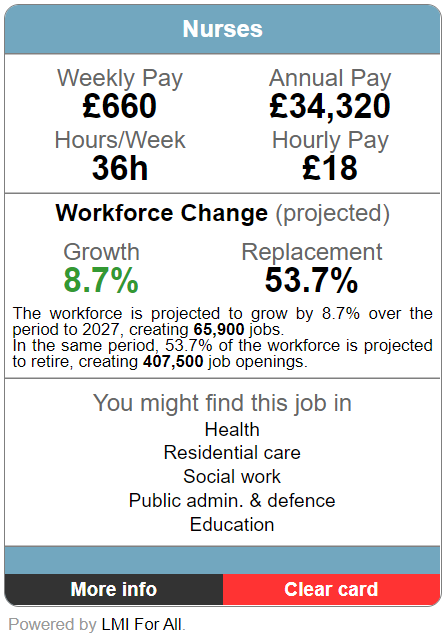 Nurses
Weekly Pay Annual Pay
£660 £34,320
Hours/Week Hourly Pay
36h £18
Workforce Change (projected)
Growth Replacement
8.7% 53.7%
The workforce is projected to grow by 8.7% over the
period to 2027, creating 65,900 jobs.
In the same period, 53.7% of the workforce is projected
to retire, creating 407,500 job openings.
You might find this job in
Health
Residential care
Social work
Public admin. & defence
Education
More info Clear card
Powered by LMI For All.